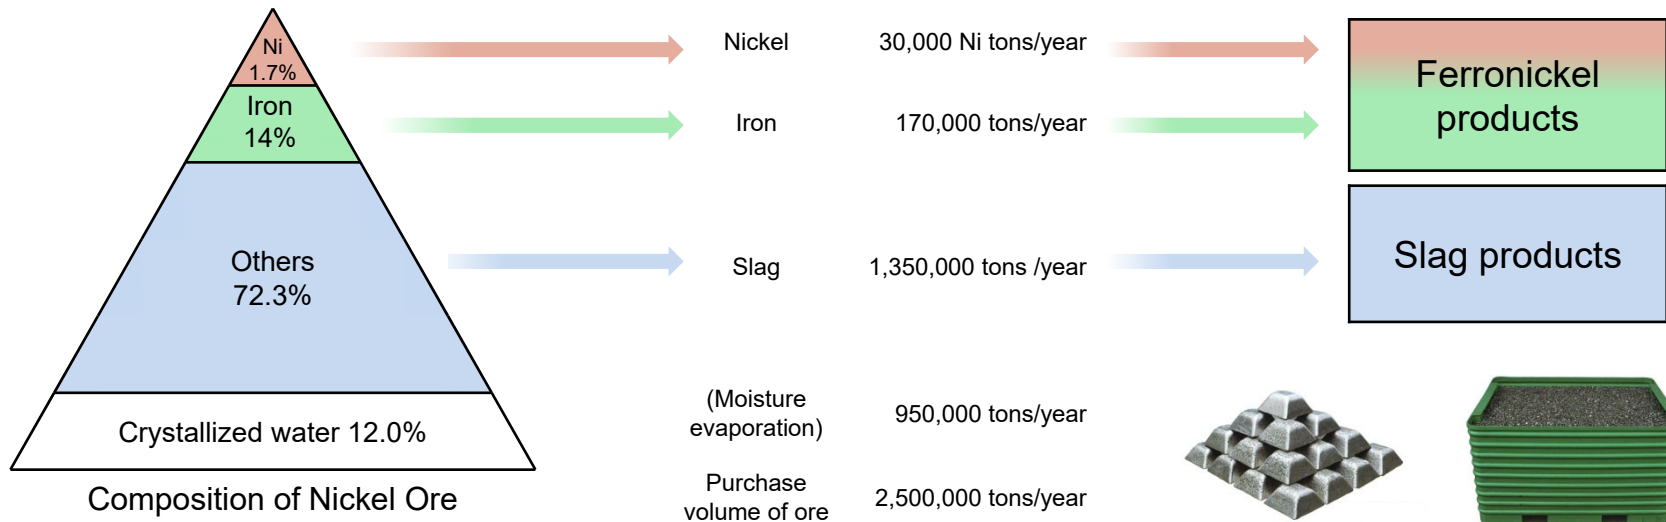 Ni
1.7%
Iron
14%
Others
72.3%
Crystallized water 12.0%
Composition of Nickel Ore
Nickel 30,000 Ni tons/year
Iron 170,000 tons/year
Slag 1,350,000 tons /year
(Moisture
evaporation) 950,000 tons/year
Purchase
volume of ore 2,500,000 tons/year
Ferronickel
products
Slag products